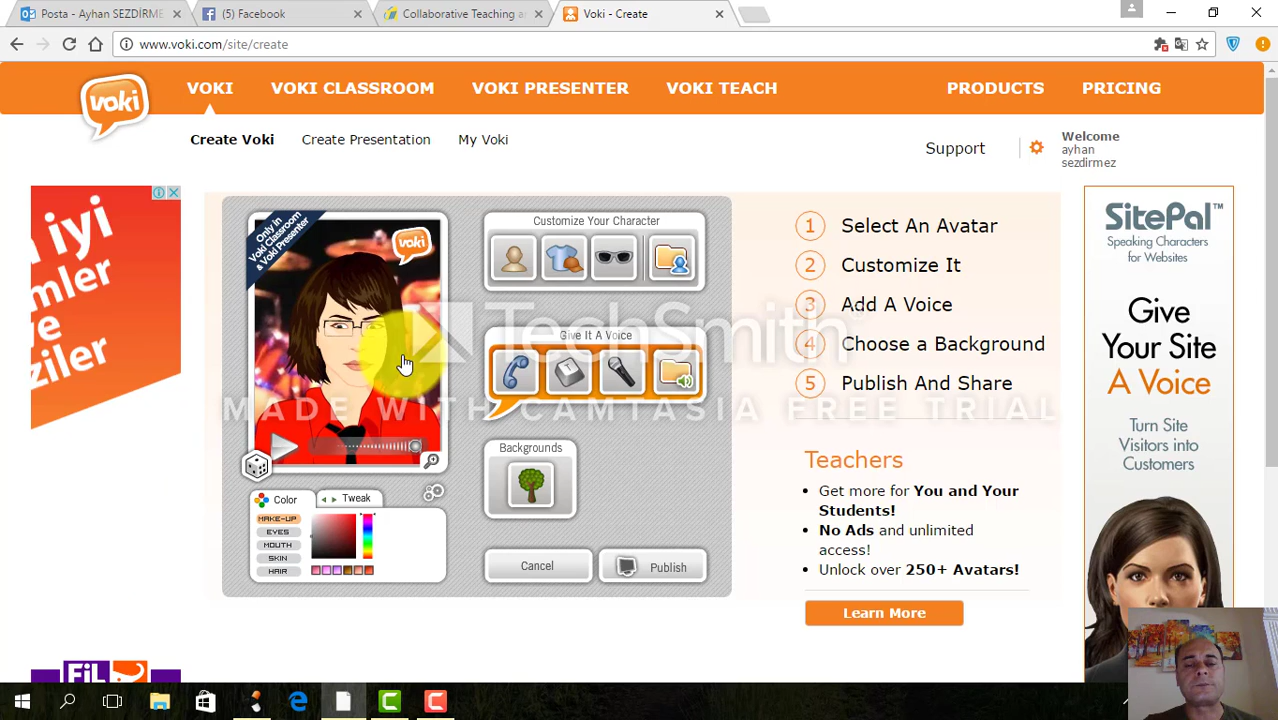 Posta - Ayhan SEZDİRME
(5) Facebook
Collaborative Teaching a
Voki - Create
www.voki.com/site/create
voki
VOKI
VOKI CLASSROOM
VOKI PRESENTER
VOKI TEACH
PRODUCTS
PRICING
Create Voki
Create Presentation
My Voki
Support
Welcome
ayhan
sezdirmez
iyi
mler
ve
ziler
Only in
Voki Classroom
& Voki Presenter
voki
Customize Your Character
Give It A Voice
Backgrounds
Color
Tweak
MAKE-UP
EYES
MOUTH
SKIN
HAIR
Cancel
Publish
TechSmith
MADE WITH CAMTASIA FREE TRIAL
1 Select An Avatar
2 Customize It
3 Add A Voice
4 Choose a Background
5 Publish And Share
Teachers
• Get more for You and Your
Students!
• No Ads and unlimited
access!
• Unlock over 250+ Avatars!
Learn More
SitePal™
Speaking Characters
for Websites
Give
Your Site
A Voice
Turn Site
Visitors into
Customers
FiL